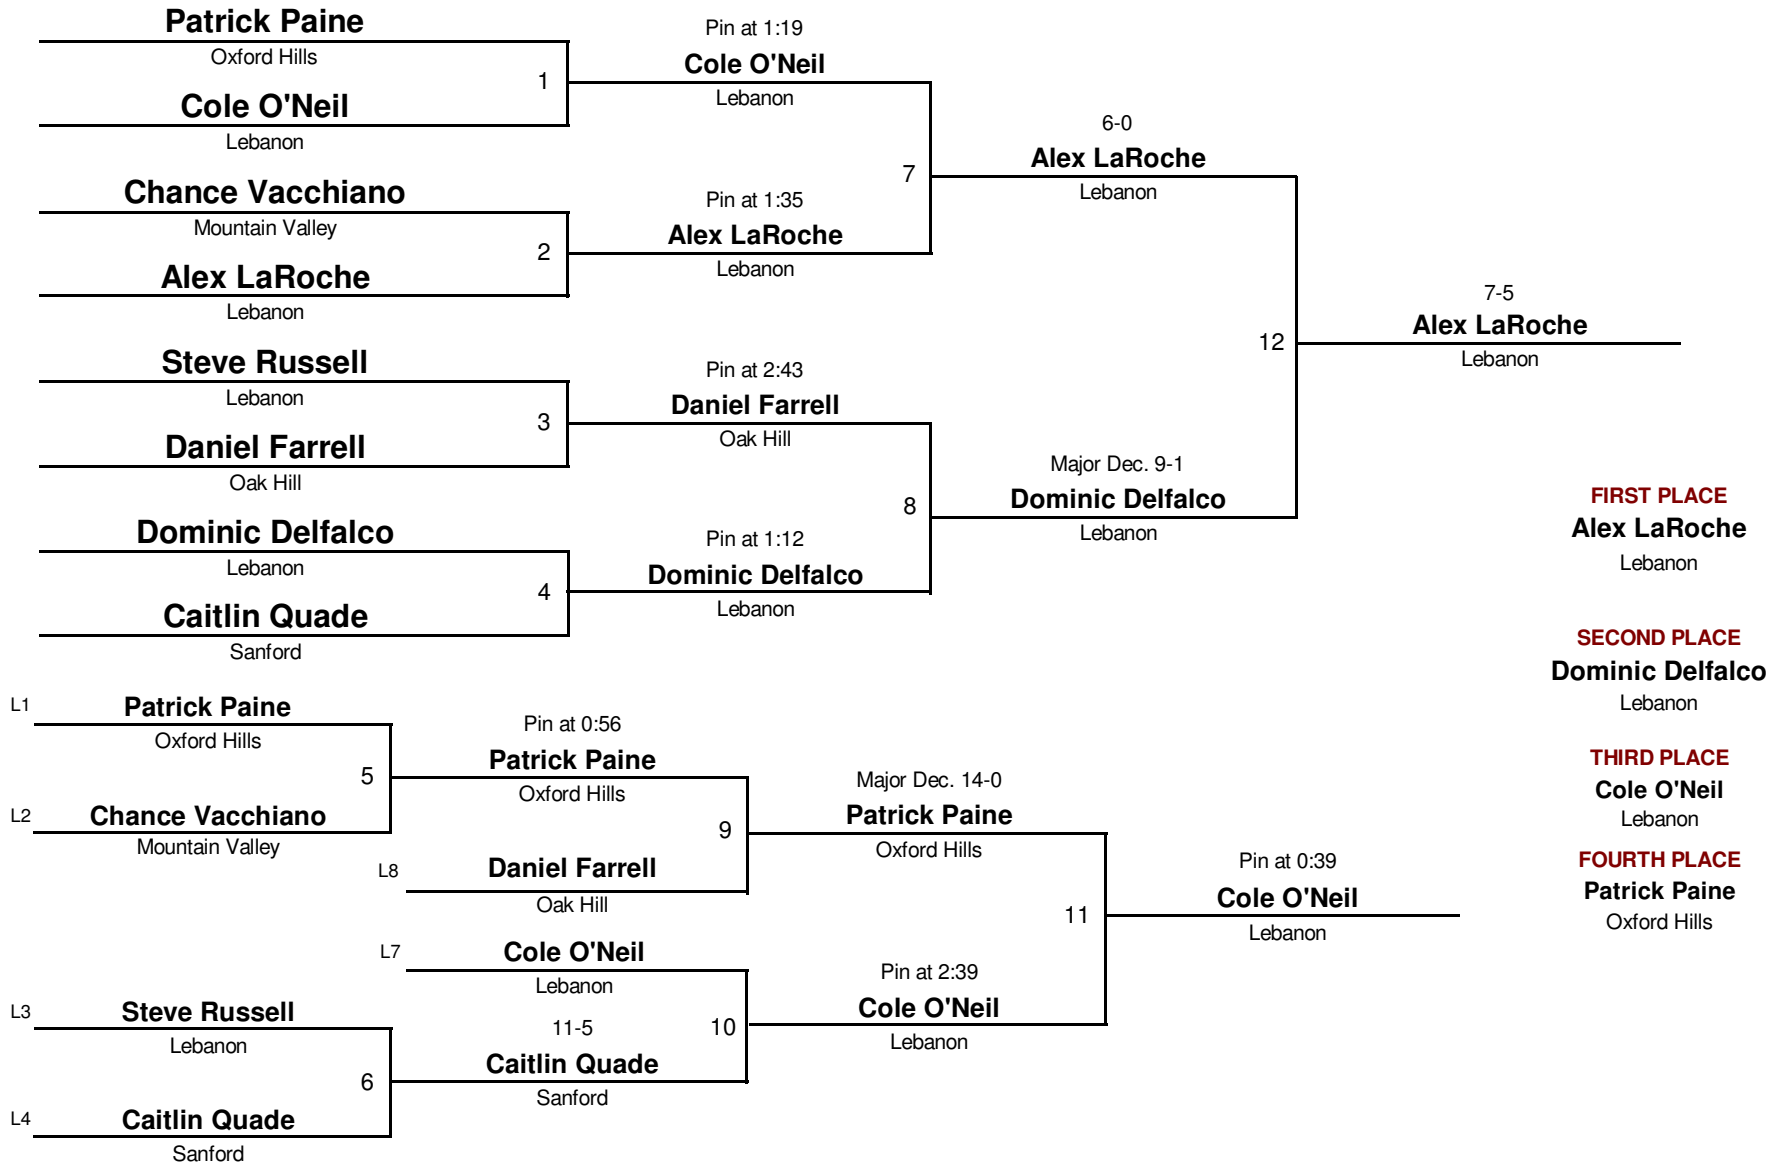 Patrick Paine
Oxford Hills
1
Cole O'Neil
Lebanon
Pin at 1:19
Cole O'Neil
Lebanon
Chance Vacchiano
Mountain Valley
2
Alex LaRoche
Lebanon
Pin at 1:35
Alex LaRoche
Lebanon
7
6-0
Alex LaRoche
Lebanon
Steve Russell
Lebanon
3
Daniel Farrell
Oak Hill
Pin at 2:43
Daniel Farrell
Oak Hill
Dominic Delfalco
Lebanon
4
Caitlin Quade
Sanford
Pin at 1:12
Dominic Delfalco
Lebanon
8
Major Dec. 9-1
Dominic Delfalco
Lebanon
12
7-5
Alex LaRoche
Lebanon
FIRST PLACE
Alex LaRoche
Lebanon
SECOND PLACE
Dominic Delfalco
Lebanon
THIRD PLACE
Cole O'Neil
Lebanon
FOURTH PLACE
Patrick Paine
Oxford Hills
L1
Patrick Paine
Oxford Hills
5
L2
Chance Vacchiano
Mountain Valley
Pin at 0:56
Patrick Paine
Oxford Hills
9
L8
Daniel Farrell
Oak Hill
Major Dec. 14-0
Patrick Paine
Oxford Hills
L7
Cole O'Neil
Lebanon
L3
Steve Russell
Lebanon
6
L4
Caitlin Quade
Sanford
11-5
Caitlin Quade
Sanford
10
Pin at 2:39
Cole O'Neil
Lebanon
11
Pin at 0:39
Cole O'Neil
Lebanon